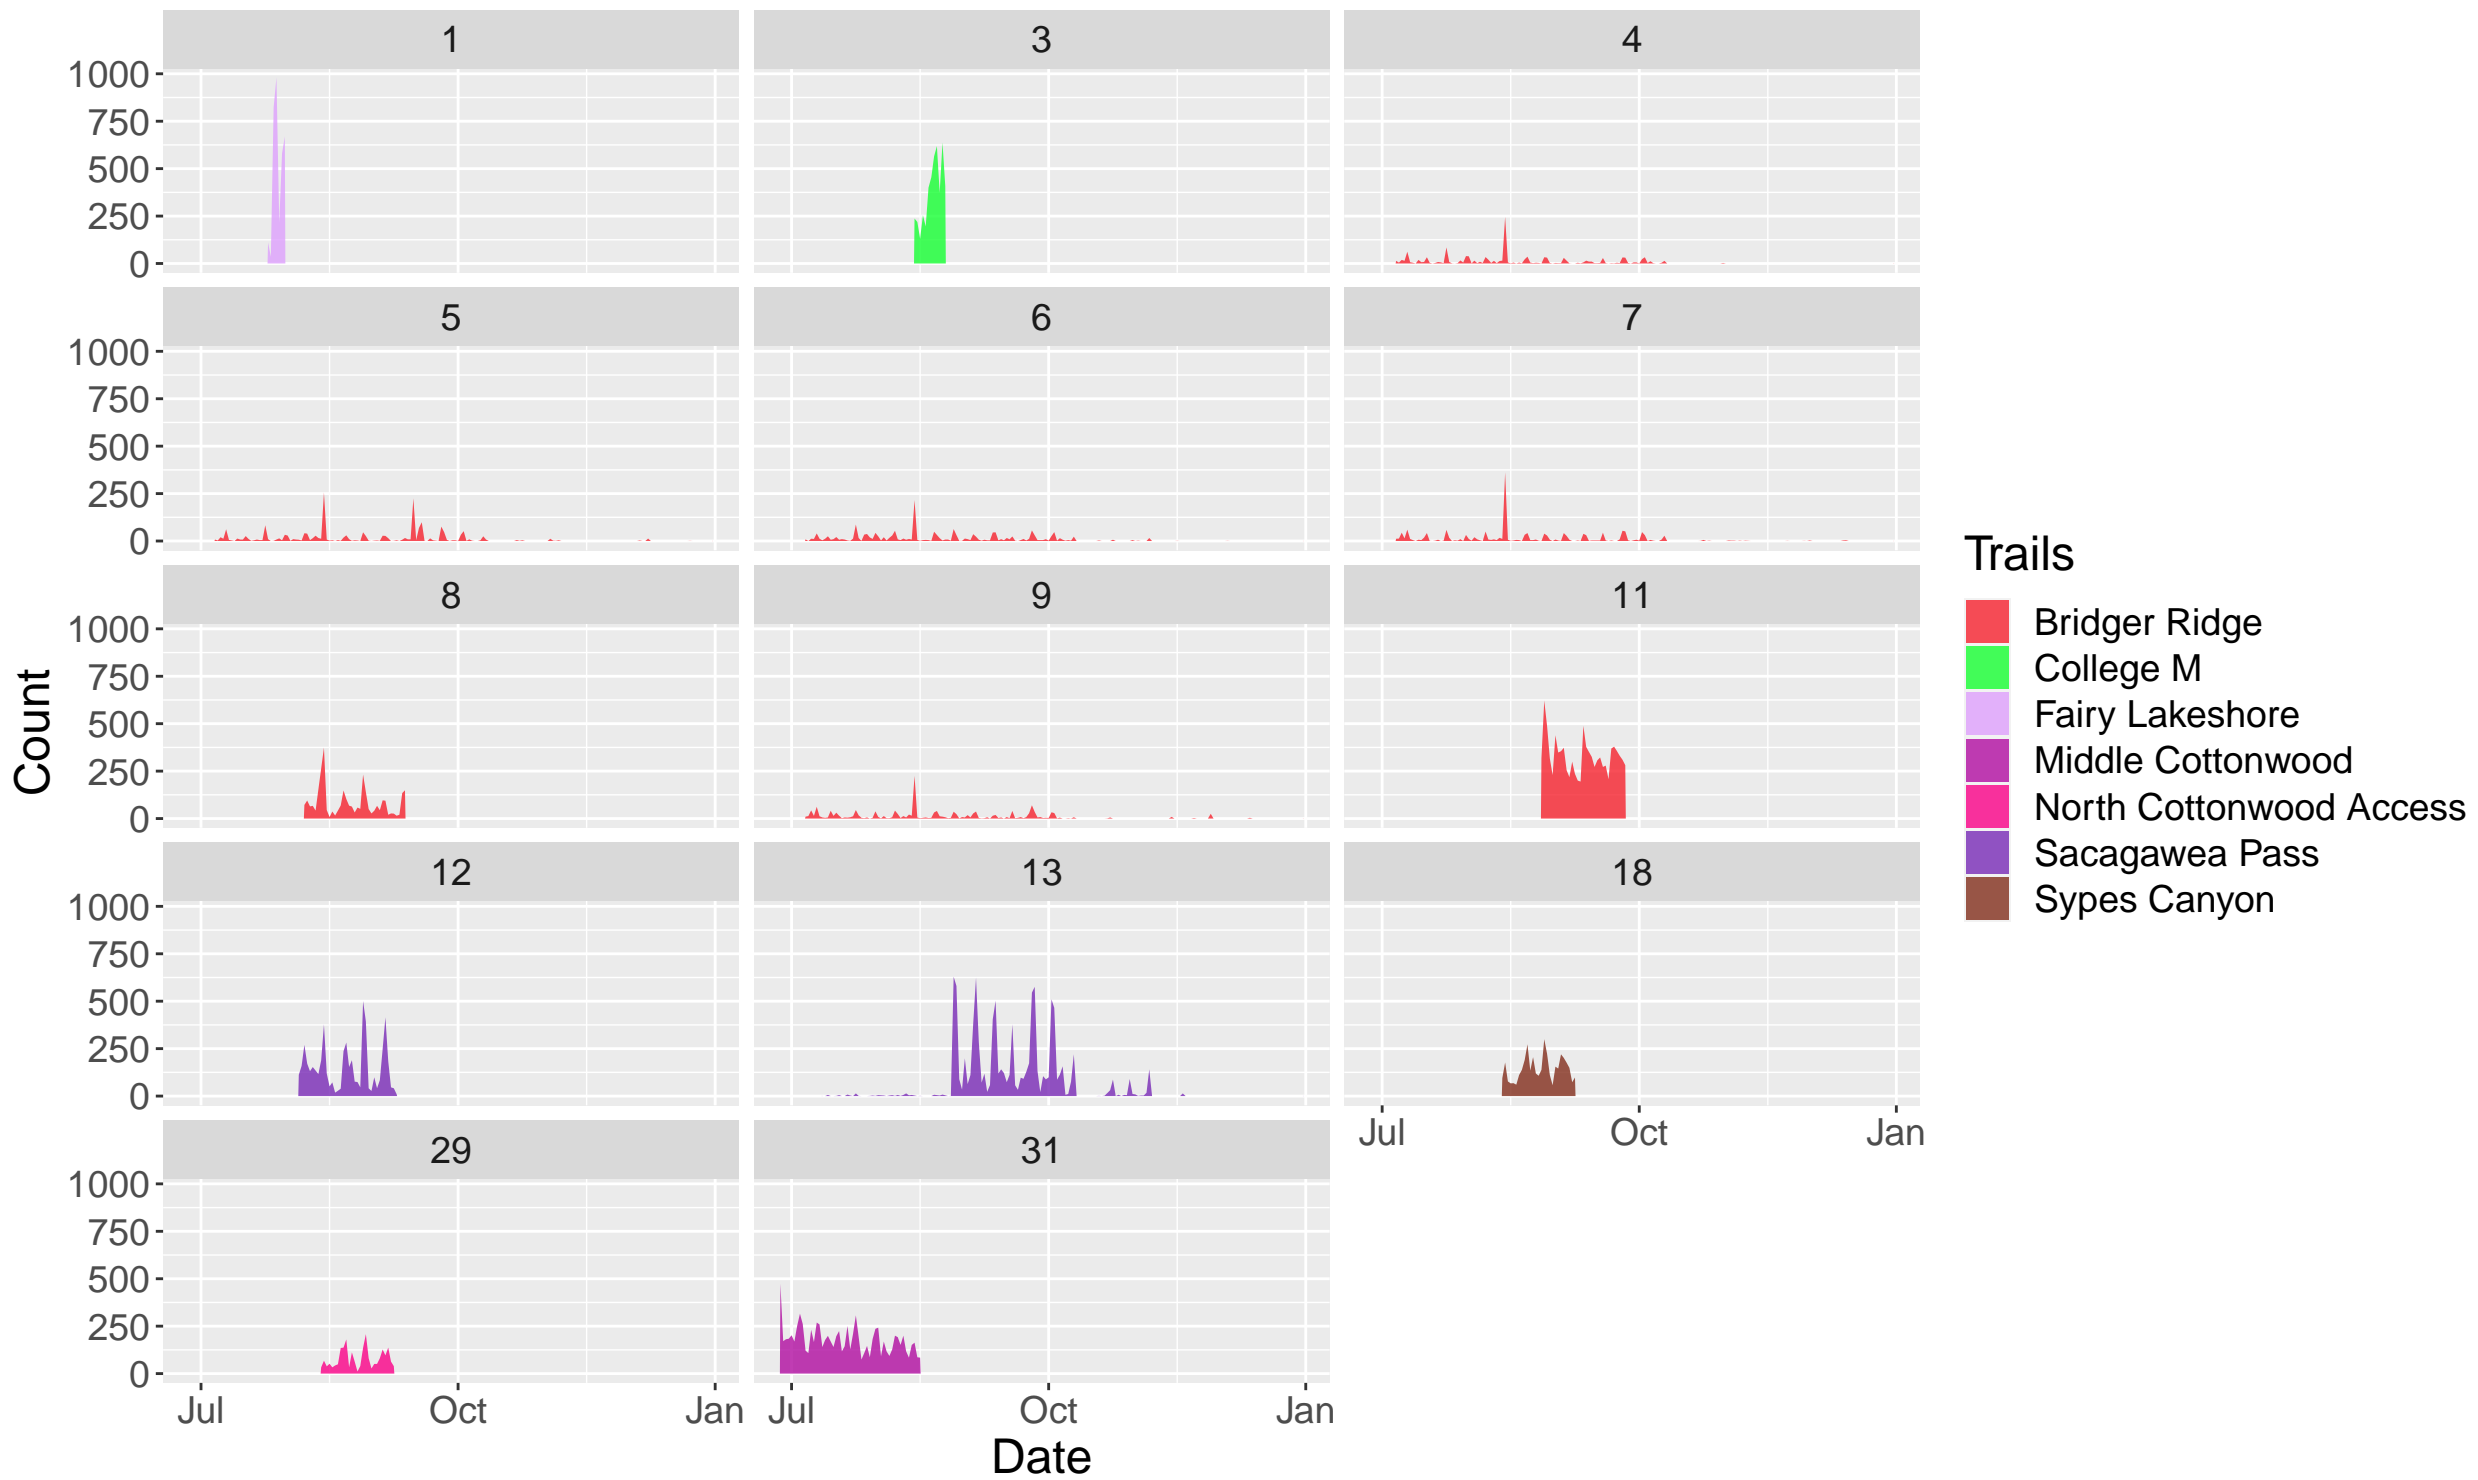 1 3 4
1000
750
500
250
0
5 6 7
1000
750
500
250
0
8 9 11
1000
750
500
250
0
12 13 18
1000
750
500
250
0
Jul Oct Jan
29 31
1000
750
500
250
0
Jul Oct Jan Jul Oct Jan
Date
Count
Trails
Bridger Ridge
College M
Fairy Lakeshore
Middle Cottonwood
North Cottonwood Access
Sacagawea Pass
Sypes Canyon